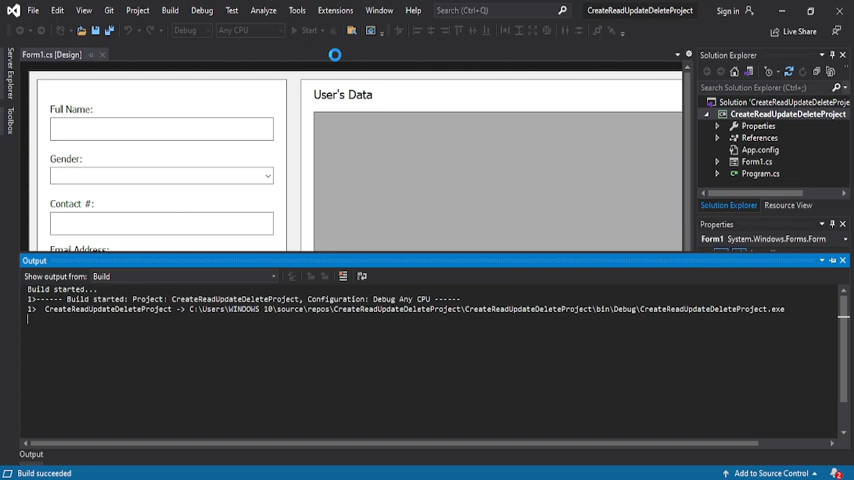 File Edit View Git Project Build Debug Test Analyze Tools Extensions Window Help Search (Ctrl+;) CreateReadUpdateDeleteProject Sign in
Debug Any CPU Start Live Share
Form1.cs [Design]
Server Explorer
Toolbox
Full Name:
Gender:
Contact #:
Email Address:
User's Data
Solution Explorer
Search Solution Explorer (Ctrl+;)
Solution 'CreateReadUpdateDeleteProje
CreateReadUpdateDeleteProject
Properties
References
App.config
Form1.cs
Program.cs
Solution Explorer Resource View
Properties
Form1 System.Windows.Forms.Form
Output
Show output from: Build
Build started...
1>------ Build started: Project: CreateReadUpdateDeleteProject, Configuration: Debug Any CPU ------
1> CreateReadUpdateDeleteProject -> C:\Users\WINDOWS 10\source\repos\CreateReadUpdateDeleteProject\CreateReadUpdateDeleteProject\bin\Debug\CreateReadUpdateDeleteProject.exe
Output
Build succeeded Add to Source Control 2